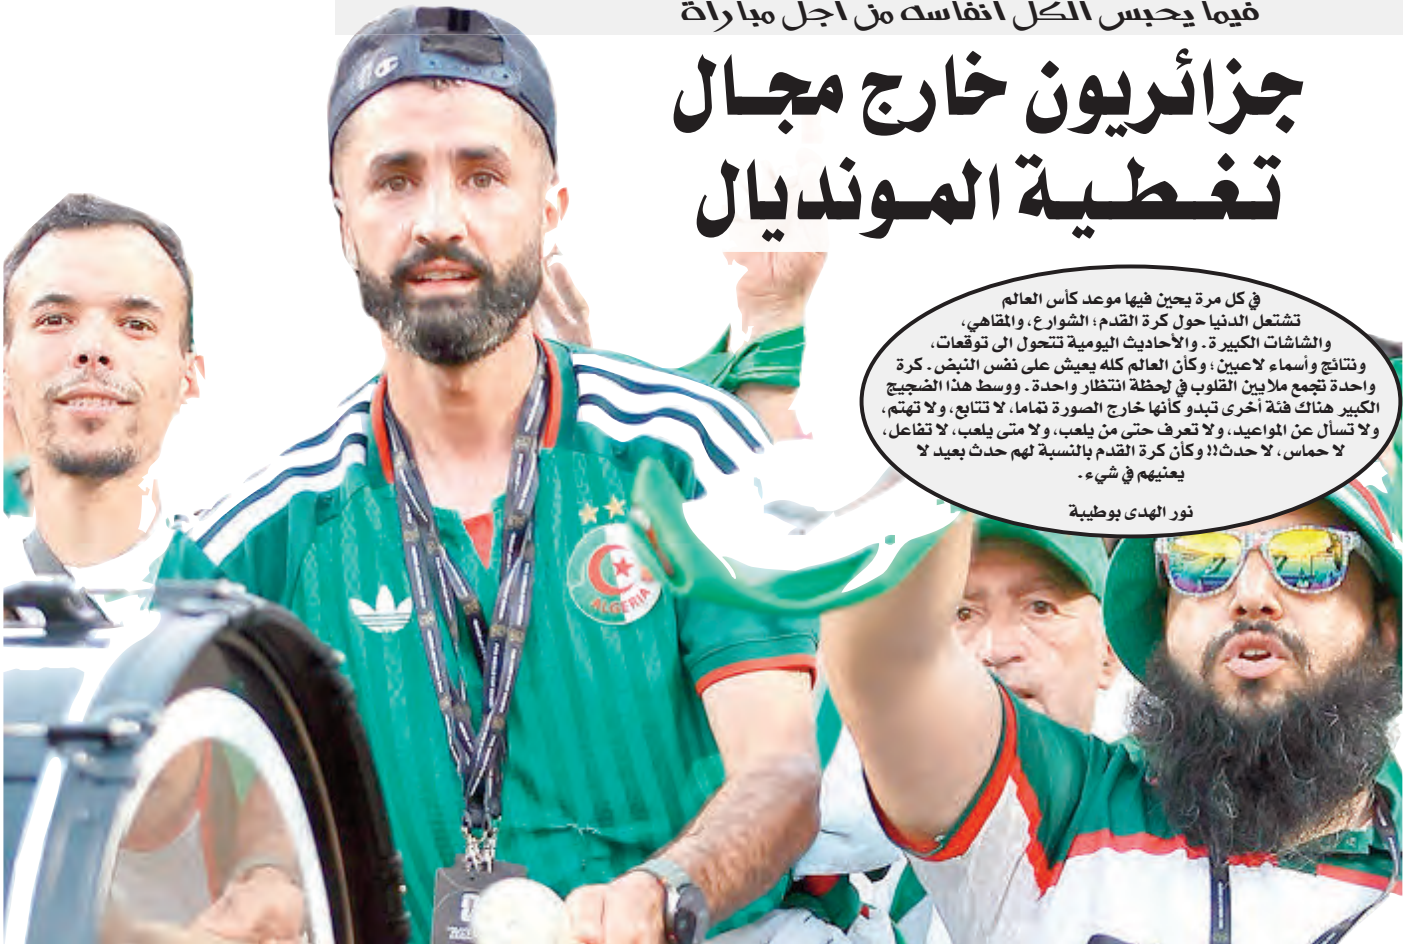 فيما يحبس الكل أنفاسه من أجل مباراة
جزائريون خارج مجال
تغطية المونديال
في كل مرة يحين فيها موعد كأس العالم
تشتعل الدنيا حول كرة القدم؛ الشوارع، والمقاهي،
والشاشات الكبيرة. والأحاديث اليومية تتحول الى توقعات،
ونتائج وأسماء لاعبين؛ وكأن العالم كله يعيش على نفس النبض. كرة
واحدة تجمع ملايين القلوب في لحظة انتظار واحدة. ووسط هذا الضجيج
الكبير هناك فئة أخرى تبدو كأنها خارج الصورة تماما، لا تتابع، ولا تهتم،
ولا تسأل عن المواعيد، ولا تعرف حتى من يلعب، ولا متى يلعب، لا تفاعل،
لا حماس، لا حدث!! وكأن كرة القدم بالنسبة لهم حدث بعيد لا
يعنيهم في شيء.
نور الهدى بوطيبة
ALGERIA